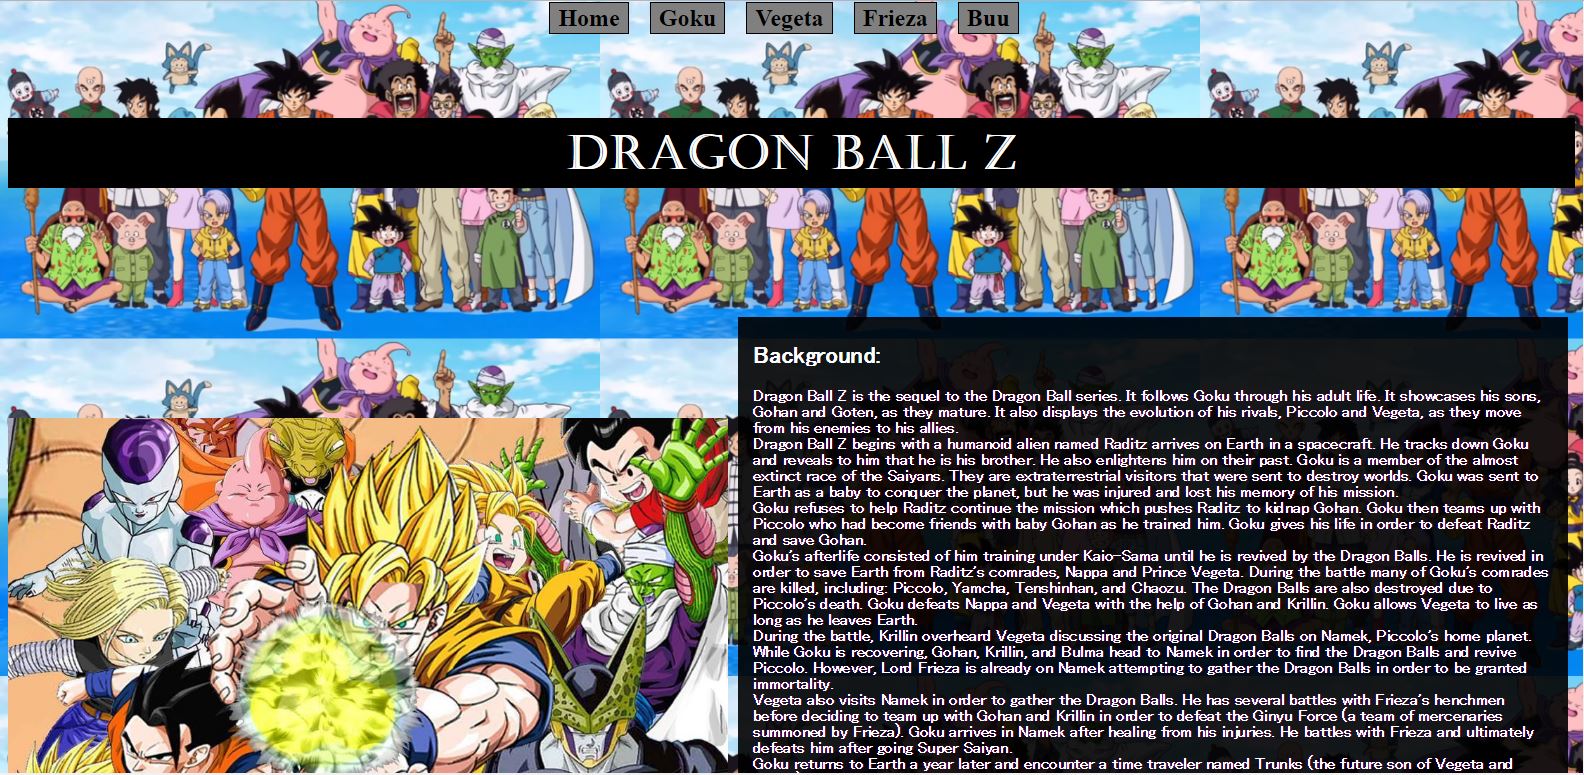 Home Goku Vegeta Frieza Buu
DRAGON BALL Z
Background:
Dragon Ball Z is the sequel to the Dragon Ball series. It follows Goku through his adult life. It showcases his sons,
Gohan and Goten, as they mature. It also displays the evolution of his rivals, Piccolo and Vegeta, as they move
from his enemies to his allies.
Dragon Ball Z begins with a humanoid alien named Raditz arrives on Earth in a spacecraft. He tracks down Goku
and reveals to him that he is his brother. He also enlightens him on their past. Goku is a member of the almost
extinct race of the Saiyans. They are extraterrestrial visitors that were sent to destroy worlds. Goku was sent to
Earth as a baby to conquer the planet, but he was injured and lost his memory of his mission.
Goku refuses to help Raditz continue the mission which pushes Raditz to kidnap Gohan. Goku then teams up with
Piccolo who had become friends with baby Gohan as he trained him. Goku gives his life in order to defeat Raditz
and save Gohan.
Goku's afterlife consisted of him training under Kaio-Sama until he is revived by the Dragon Balls. He is revived in
order to save Earth from Raditz's comrades, Nappa and Prince Vegeta. During the battle many of Goku's comrades
are killed, including: Piccolo, Yamcha, Tenshinhan, and Chaozu. The Dragon Balls are also destroyed due to
Piccolo's death. Goku defeats Nappa and Vegeta with the help of Gohan and Krillin. Goku allows Vegeta to live as
long as he leaves Earth.
During the battle, Krillin overheard Vegeta discussing the original Dragon Balls on Namek, Piccolo's home planet.
While Goku is recovering, Gohan, Krillin, and Bulma head to Namek in order to find the Dragon Balls and revive
Piccolo. However, Lord Frieza is already on Namek attempting to gather the Dragon Balls in order to be granted
immortality.
Vegeta also visits Namek in order to gather the Dragon Balls. He has several battles with Frieza's henchmen
before deciding to team up with Gohan and Krillin in order to defeat the Ginyu Force (a team of mercenaries
summoned by Frieza). Goku arrives in Namek after healing from his injuries. He battles with Frieza and ultimately
defeats him after going Super Saiyan.
Goku returns to Earth a year later and encounter a time traveler named Trunks (the future son of Vegeta and